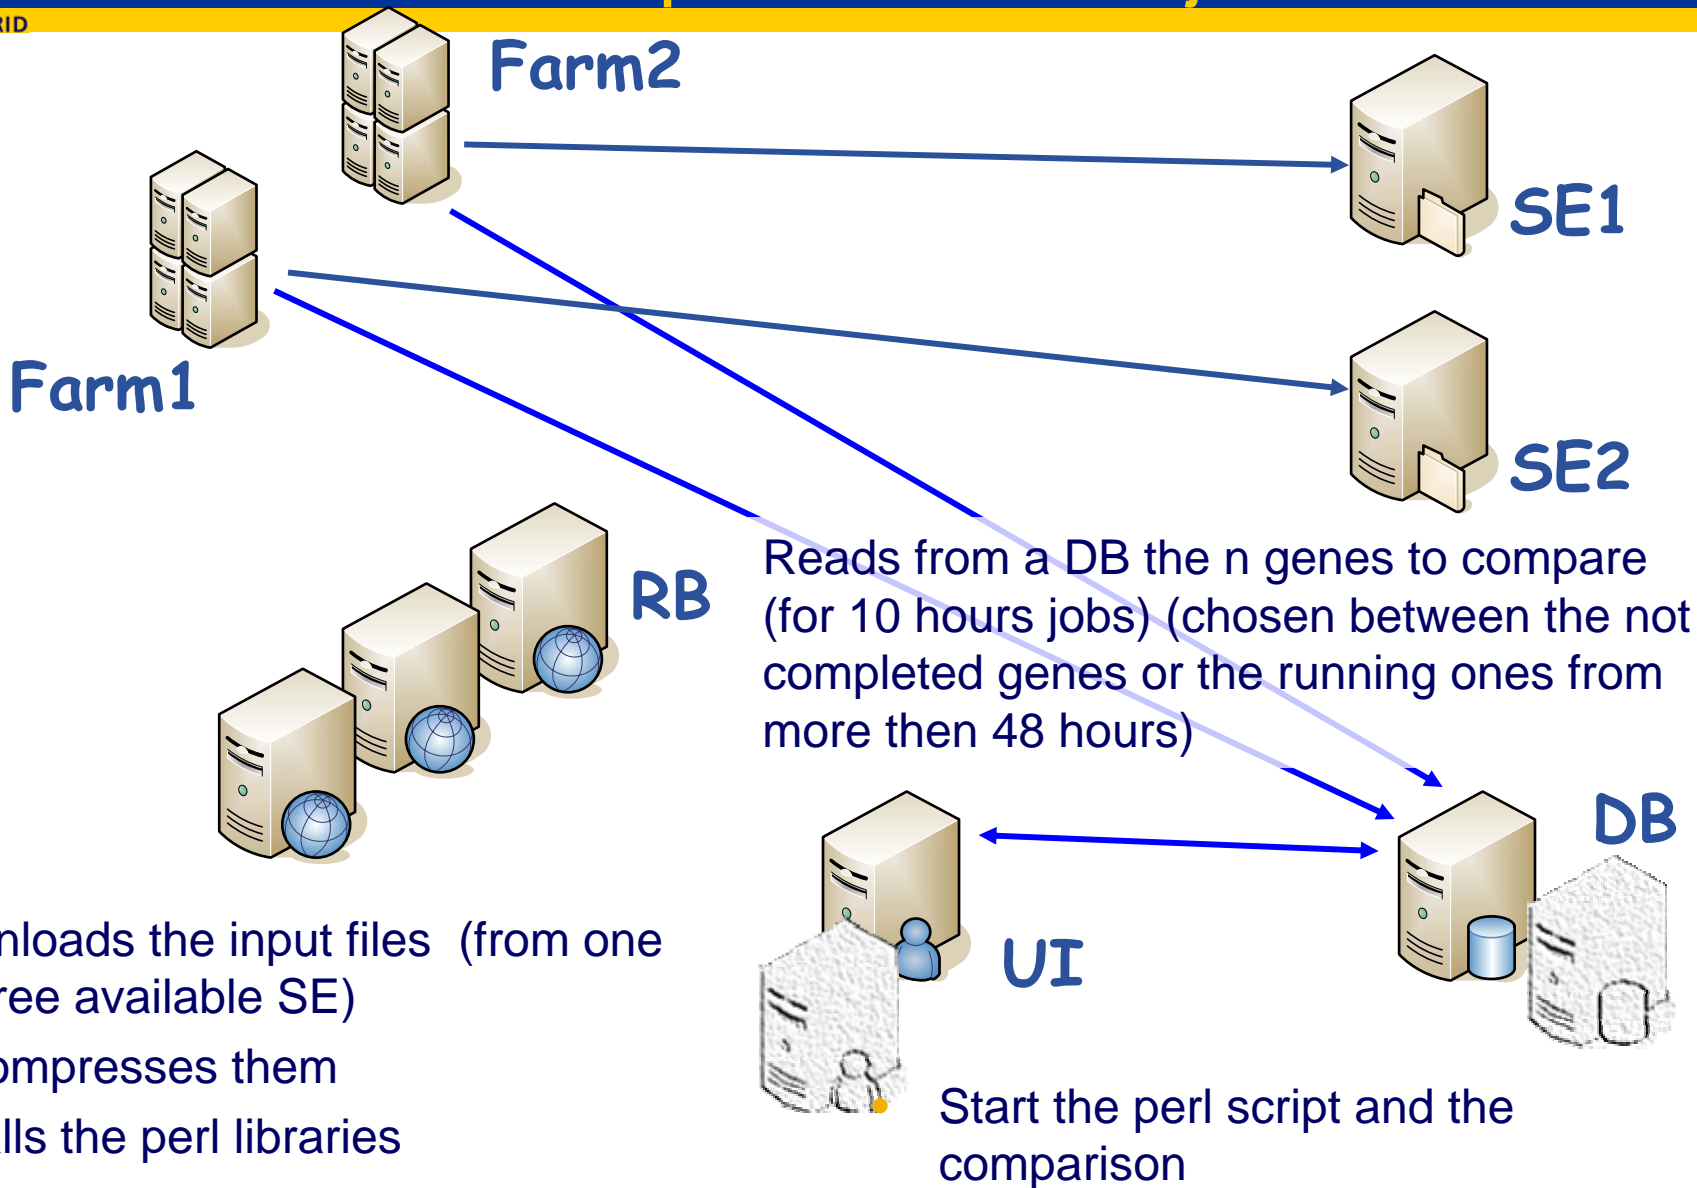 RID
Farm2
SE1
Farm1
SE2
RB
Reads from a DB the n genes to compare
(for 10 hours jobs) (chosen between the not
completed genes or the running ones from
more then 48 hours)
DB
UI
nloads the input files (from one
ree available SE)
ompresses them
alls the perl libraries
Start the perl script and the
comparison